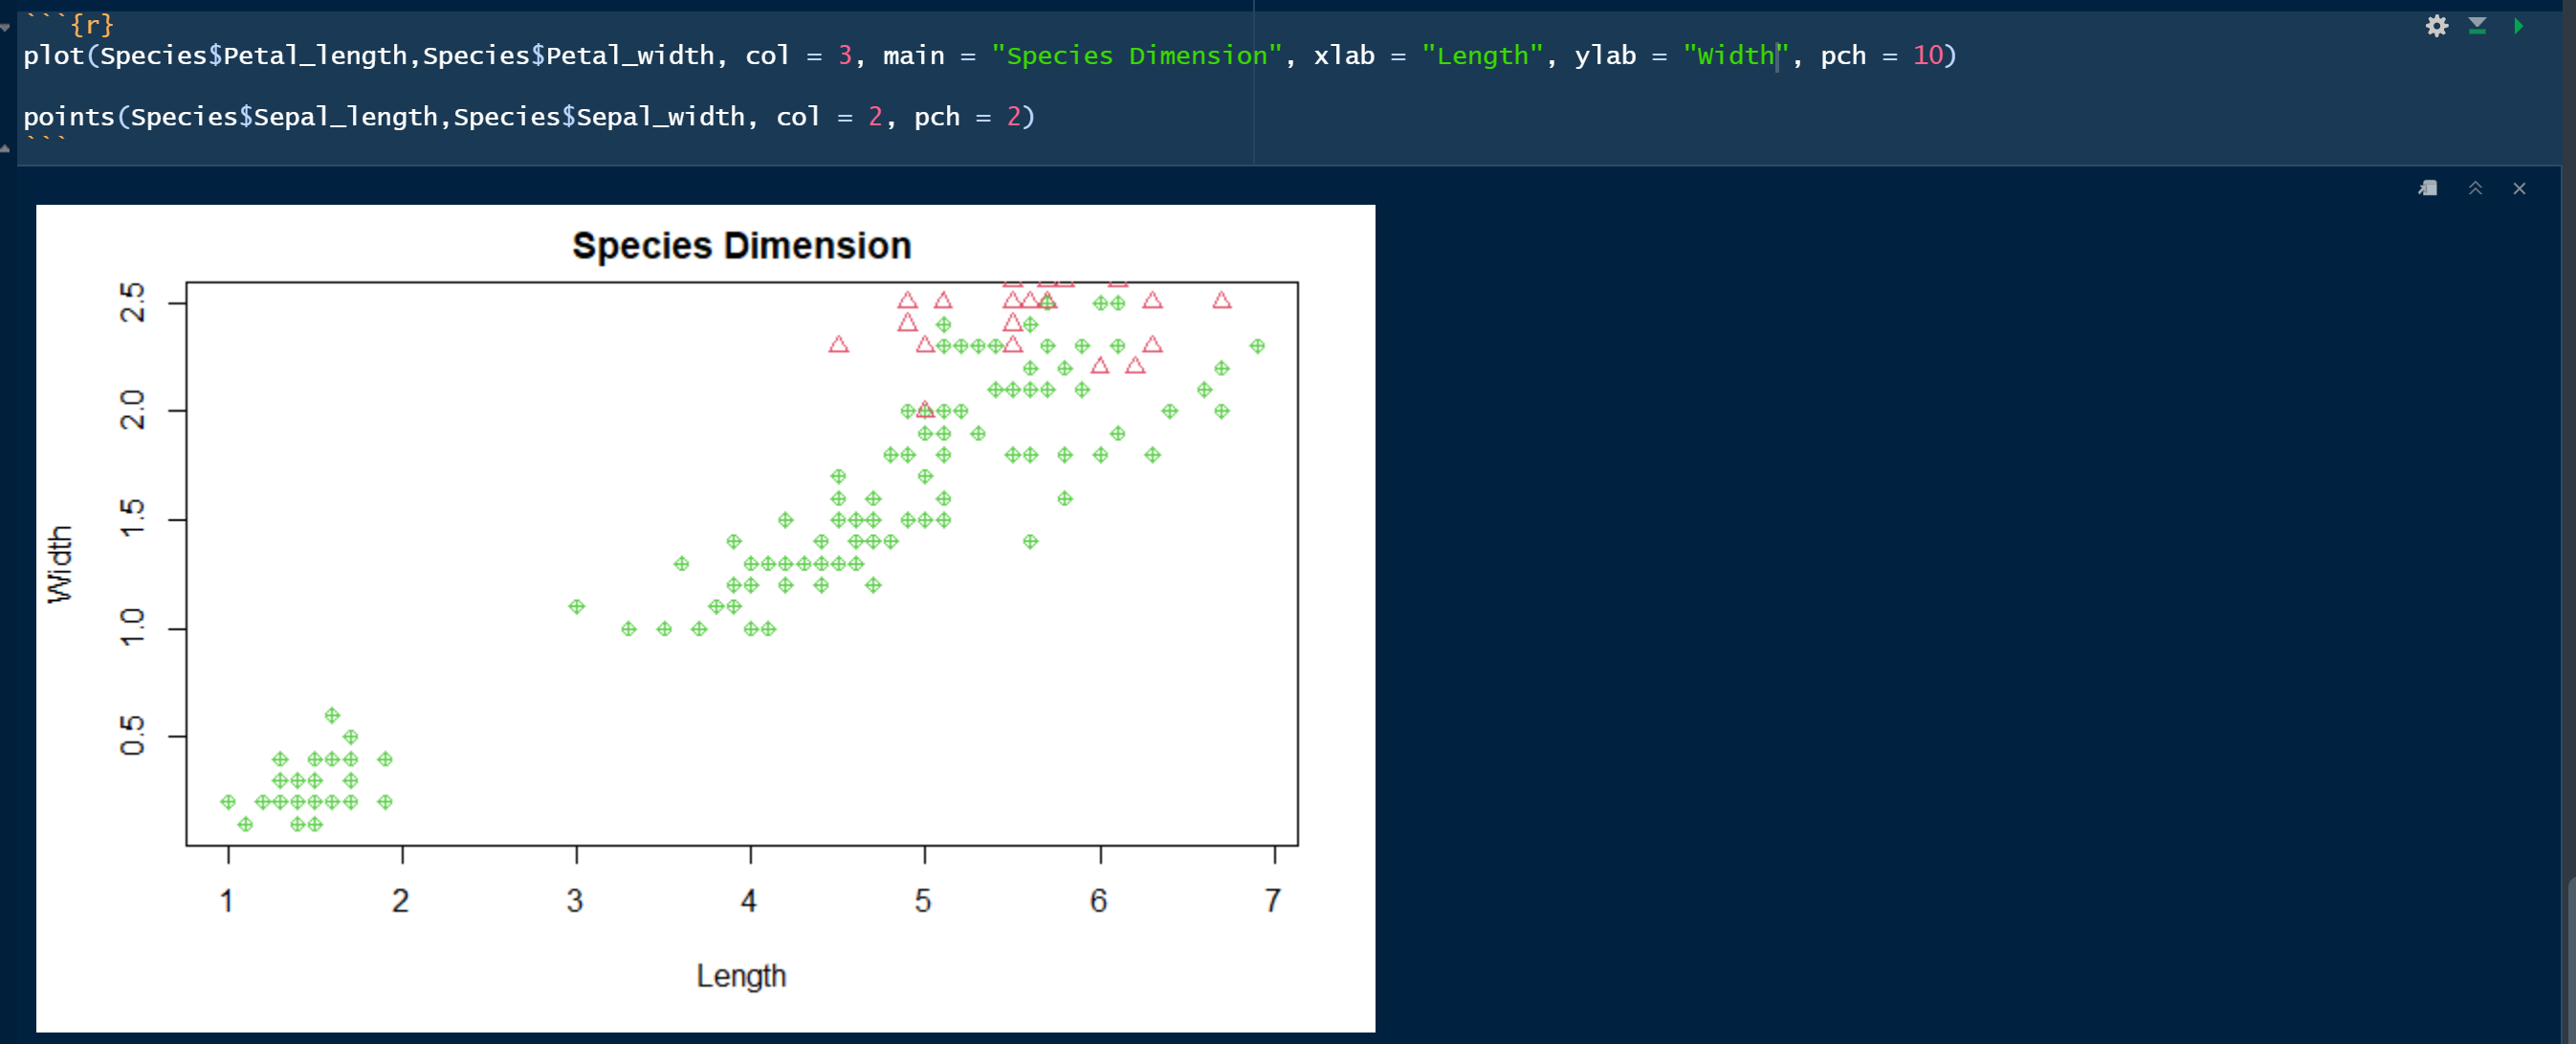 ```{r}
plot(Species$Petal_length,Species$Petal_width, col = 3, main = "Species Dimension", xlab = "Length", ylab = "Width", pch = 10)
points(Species$Sepal_length,Species$Sepal_width, col = 2, pch = 2)
```
Species Dimension
2.5
2.0
1.5
1.0
0.5
Width
1 2 3 4 5 6 7
Length